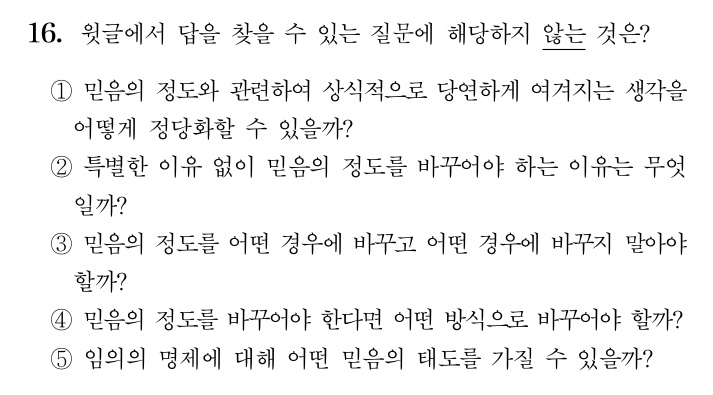 16. 윗글에서 답을 찾을 수 있는 질문에 해당하지 않는 것은?
① 믿음의 정도와 관련하여 상식적으로 당연하게 여겨지는 생각을
어떻게 정당화할 수 있을까?
② 특별한 이유 없이 믿음의 정도를 바꾸어야 하는 이유는 무엇
일까?
③ 믿음의 정도를 어떤 경우에 바꾸고 어떤 경우에 바꾸지 말아야
할까?
④ 믿음의 정도를 바꾸어야 한다면 어떤 방식으로 바꾸어야 할까?
⑤ 임의의 명제에 대해 어떤 믿음의 태도를 가질 수 있을까?